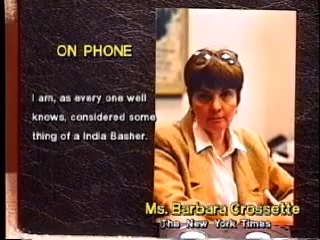 ON PHONE
I am, as every one well
knows, considered some
thing of a India Basher.
Ms. Barbara Crossette
The New York Times